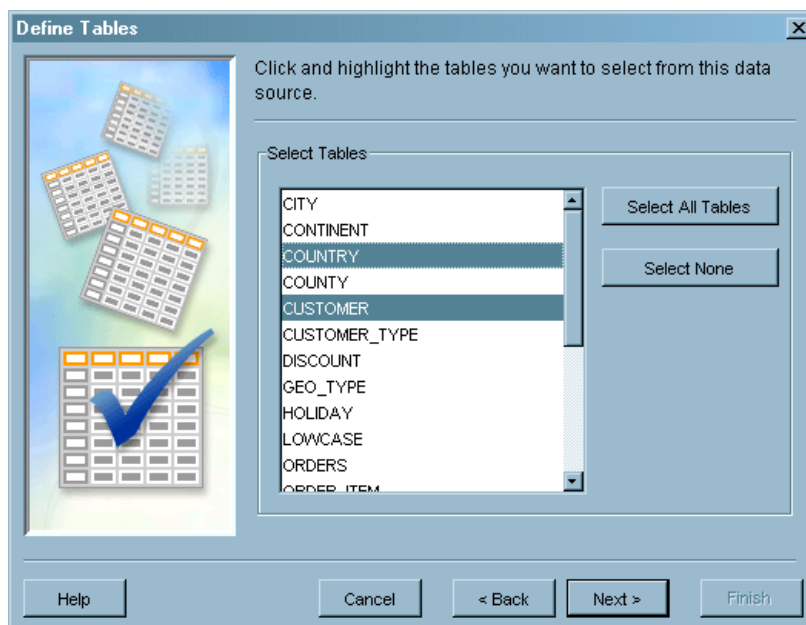 Define Tables
Click and highlight the tables you want to select from this data
source.
Select Tables
CITY
CONTINENT
COUNTRY
COUNTY
CUSTOMER
CUSTOMER_TYPE
DISCOUNT
GEO_TYPE
HOLIDAY
LOWCASE
ORDERS
ORDER_ITEM
Select All Tables
Select None
Help
Cancel
< Back
Next >
Finish